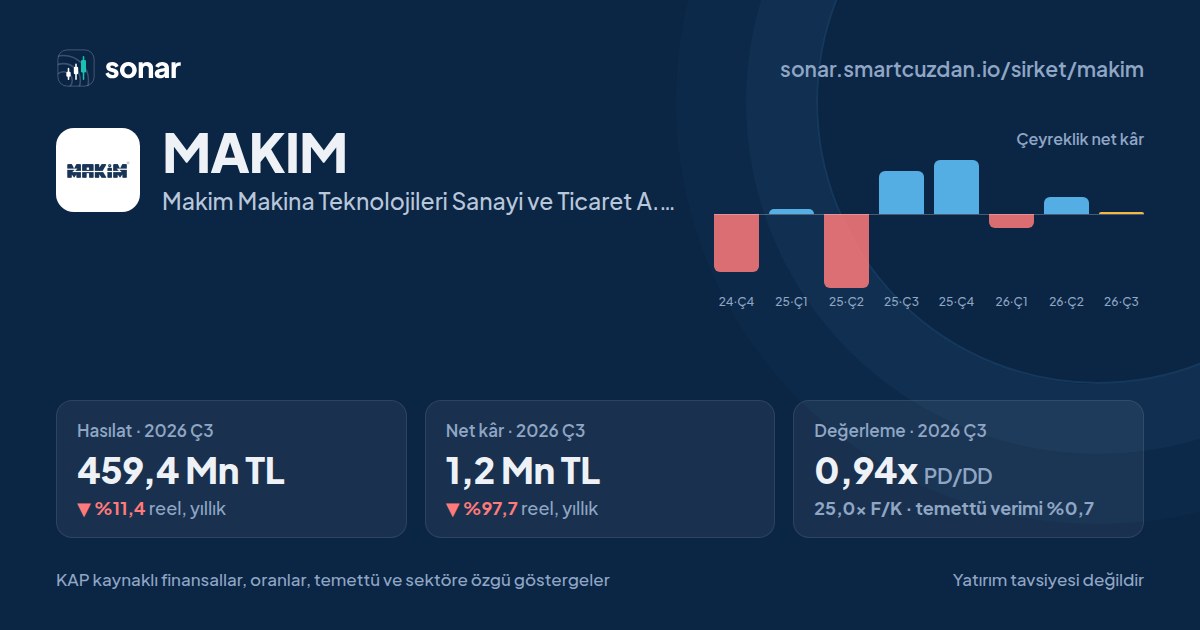 sonar
sonar.smartcuzdan.io/sirket/makim
MAKİM
MAKIM
Makim Makina Teknolojileri Sanayi ve Ticaret A.…
Çeyreklik net kâr
24·Ç4 25·Ç1 25·Ç2 25·Ç3 25·Ç4 26·Ç1 26·Ç2 26·Ç3
Hasılat · 2026 Ç3
459,4 Mn TL
▼ %11,4 reel, yıllık
Net kâr · 2026 Ç3
1,2 Mn TL
▼ %97,7 reel, yıllık
Değerleme · 2026 Ç3
0,94x PD/DD
25,0× F/K · temettü verimi %0,7
KAP kaynaklı finansallar, oranlar, temettü ve sektöre özgü göstergeler
Yatırım tavsiyesi değildir